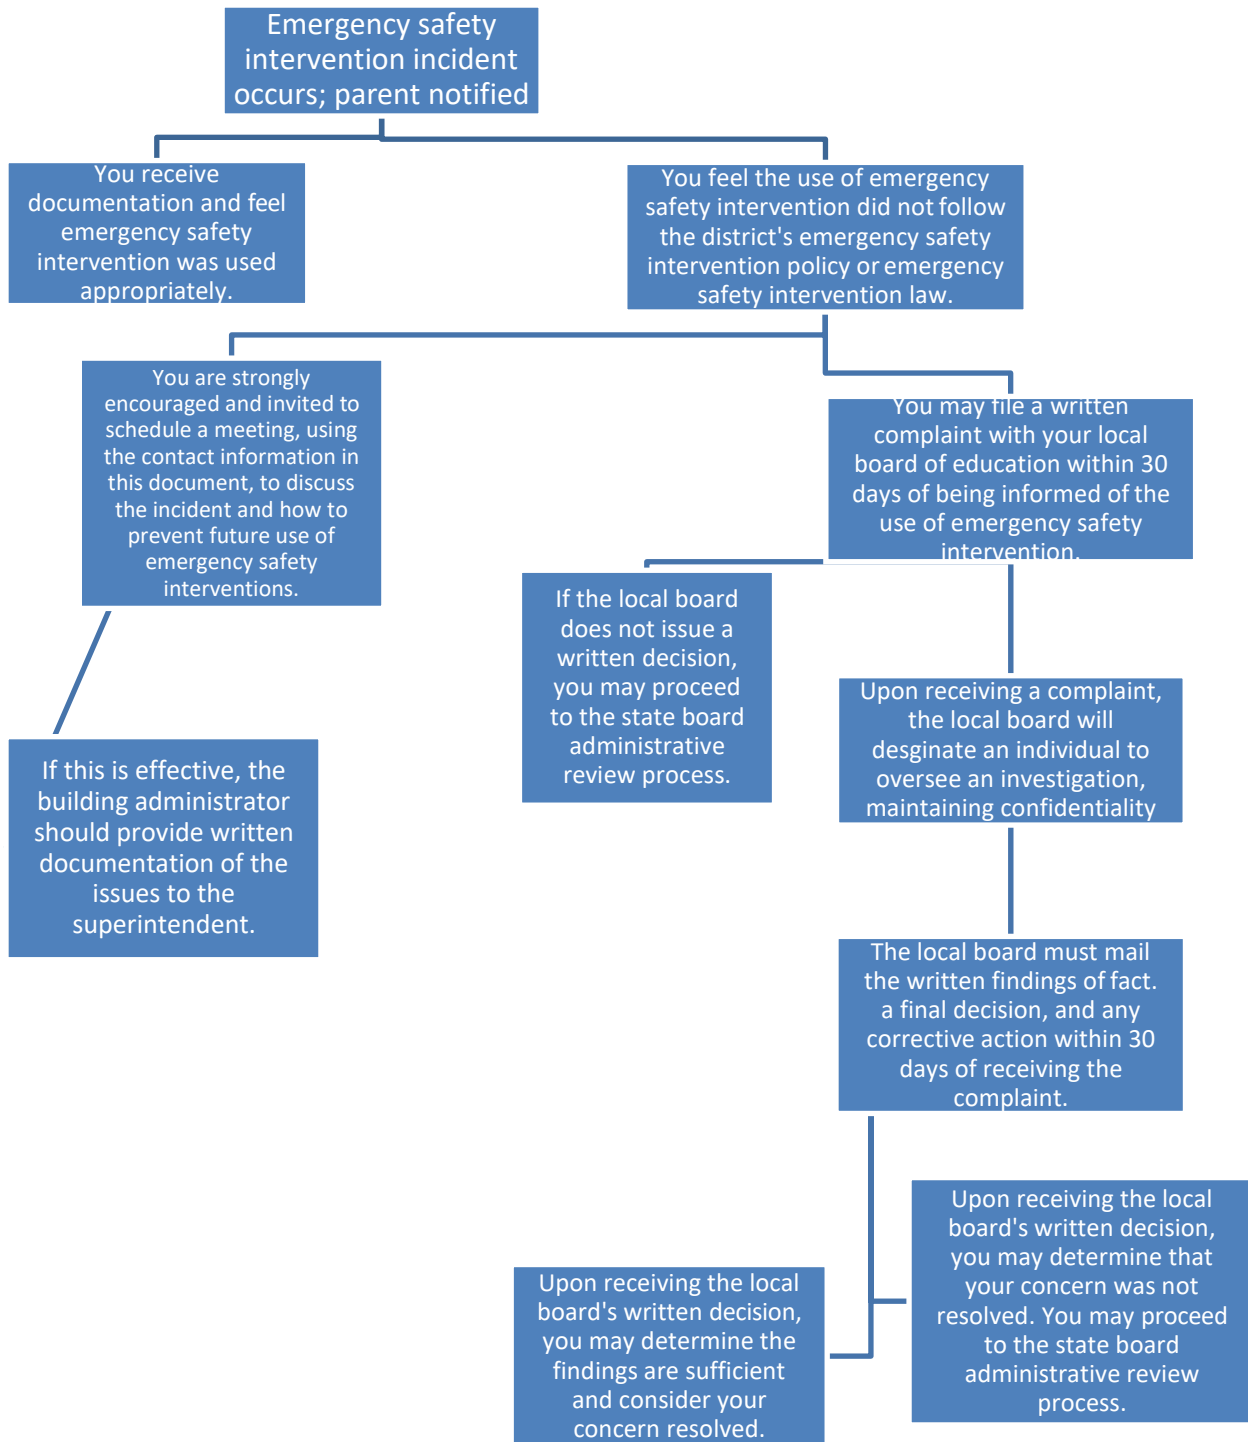 Emergency safety
intervention incident
occurs; parent notified
You receive
documentation and feel
emergency safety
intervention was used
appropriately.
You feel the use of emergency
safety intervention did not follow
the district's emergency safety
intervention policy or emergency
safety intervention law.
You are strongly
encouraged and invited to
schedule a meeting, using
the contact information in
this document, to discuss
the incident and how to
prevent future use of
emergency safety
interventions.
You may file a written
complaint with your local
board of education within 30
days of being informed of the
use of emergency safety
intervention.
If the local board
does not issue a
written decision,
you may proceed
to the state board
administrative
review process.
Upon receiving a complaint,
the local board will
desginate an individual to
oversee an investigation,
maintaining confidentiality
If this is effective, the
building administrator
should provide written
documentation of the
issues to the
superintendent.
The local board must mail
the written findings of fact.
a final decision, and any
corrective action within 30
days of receiving the
complaint.
Upon receiving the local
board's written decision,
you may determine that
your concern was not
resolved. You may proceed
to the state board
administrative review
process.
Upon receiving the local
board's written decision,
you may determine the
findings are sufficient
and consider your
concern resolved.